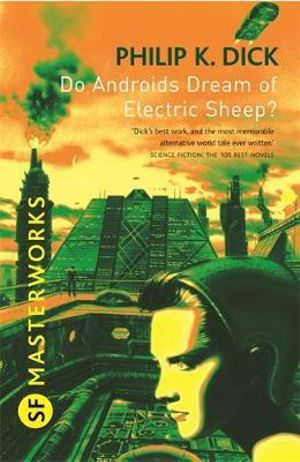 PHILIP K. DICK
Do Androids Dream of
Electric Sheep?
'Dick's best work, and the most memorable
alternative world tale ever written'
SCIENCE FICTION: THE 100 BEST NOVELS
SF MASTERWORKS